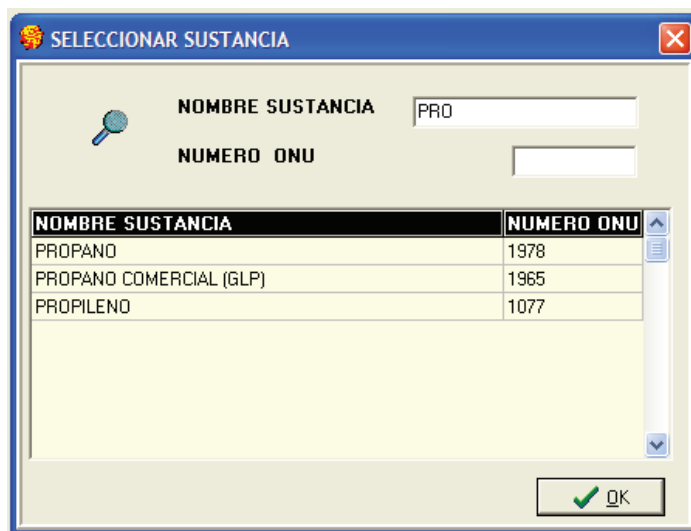 SELECCIONAR SUSTANCIA
NOMBRE SUSTANCIA PRO
NUMERO ONU
NOMBRE SUSTANCIA NUMERO ONU
PROPANO 1978
PROPANO COMERCIAL (GLP) 1965
PROPILENO 1077
OK